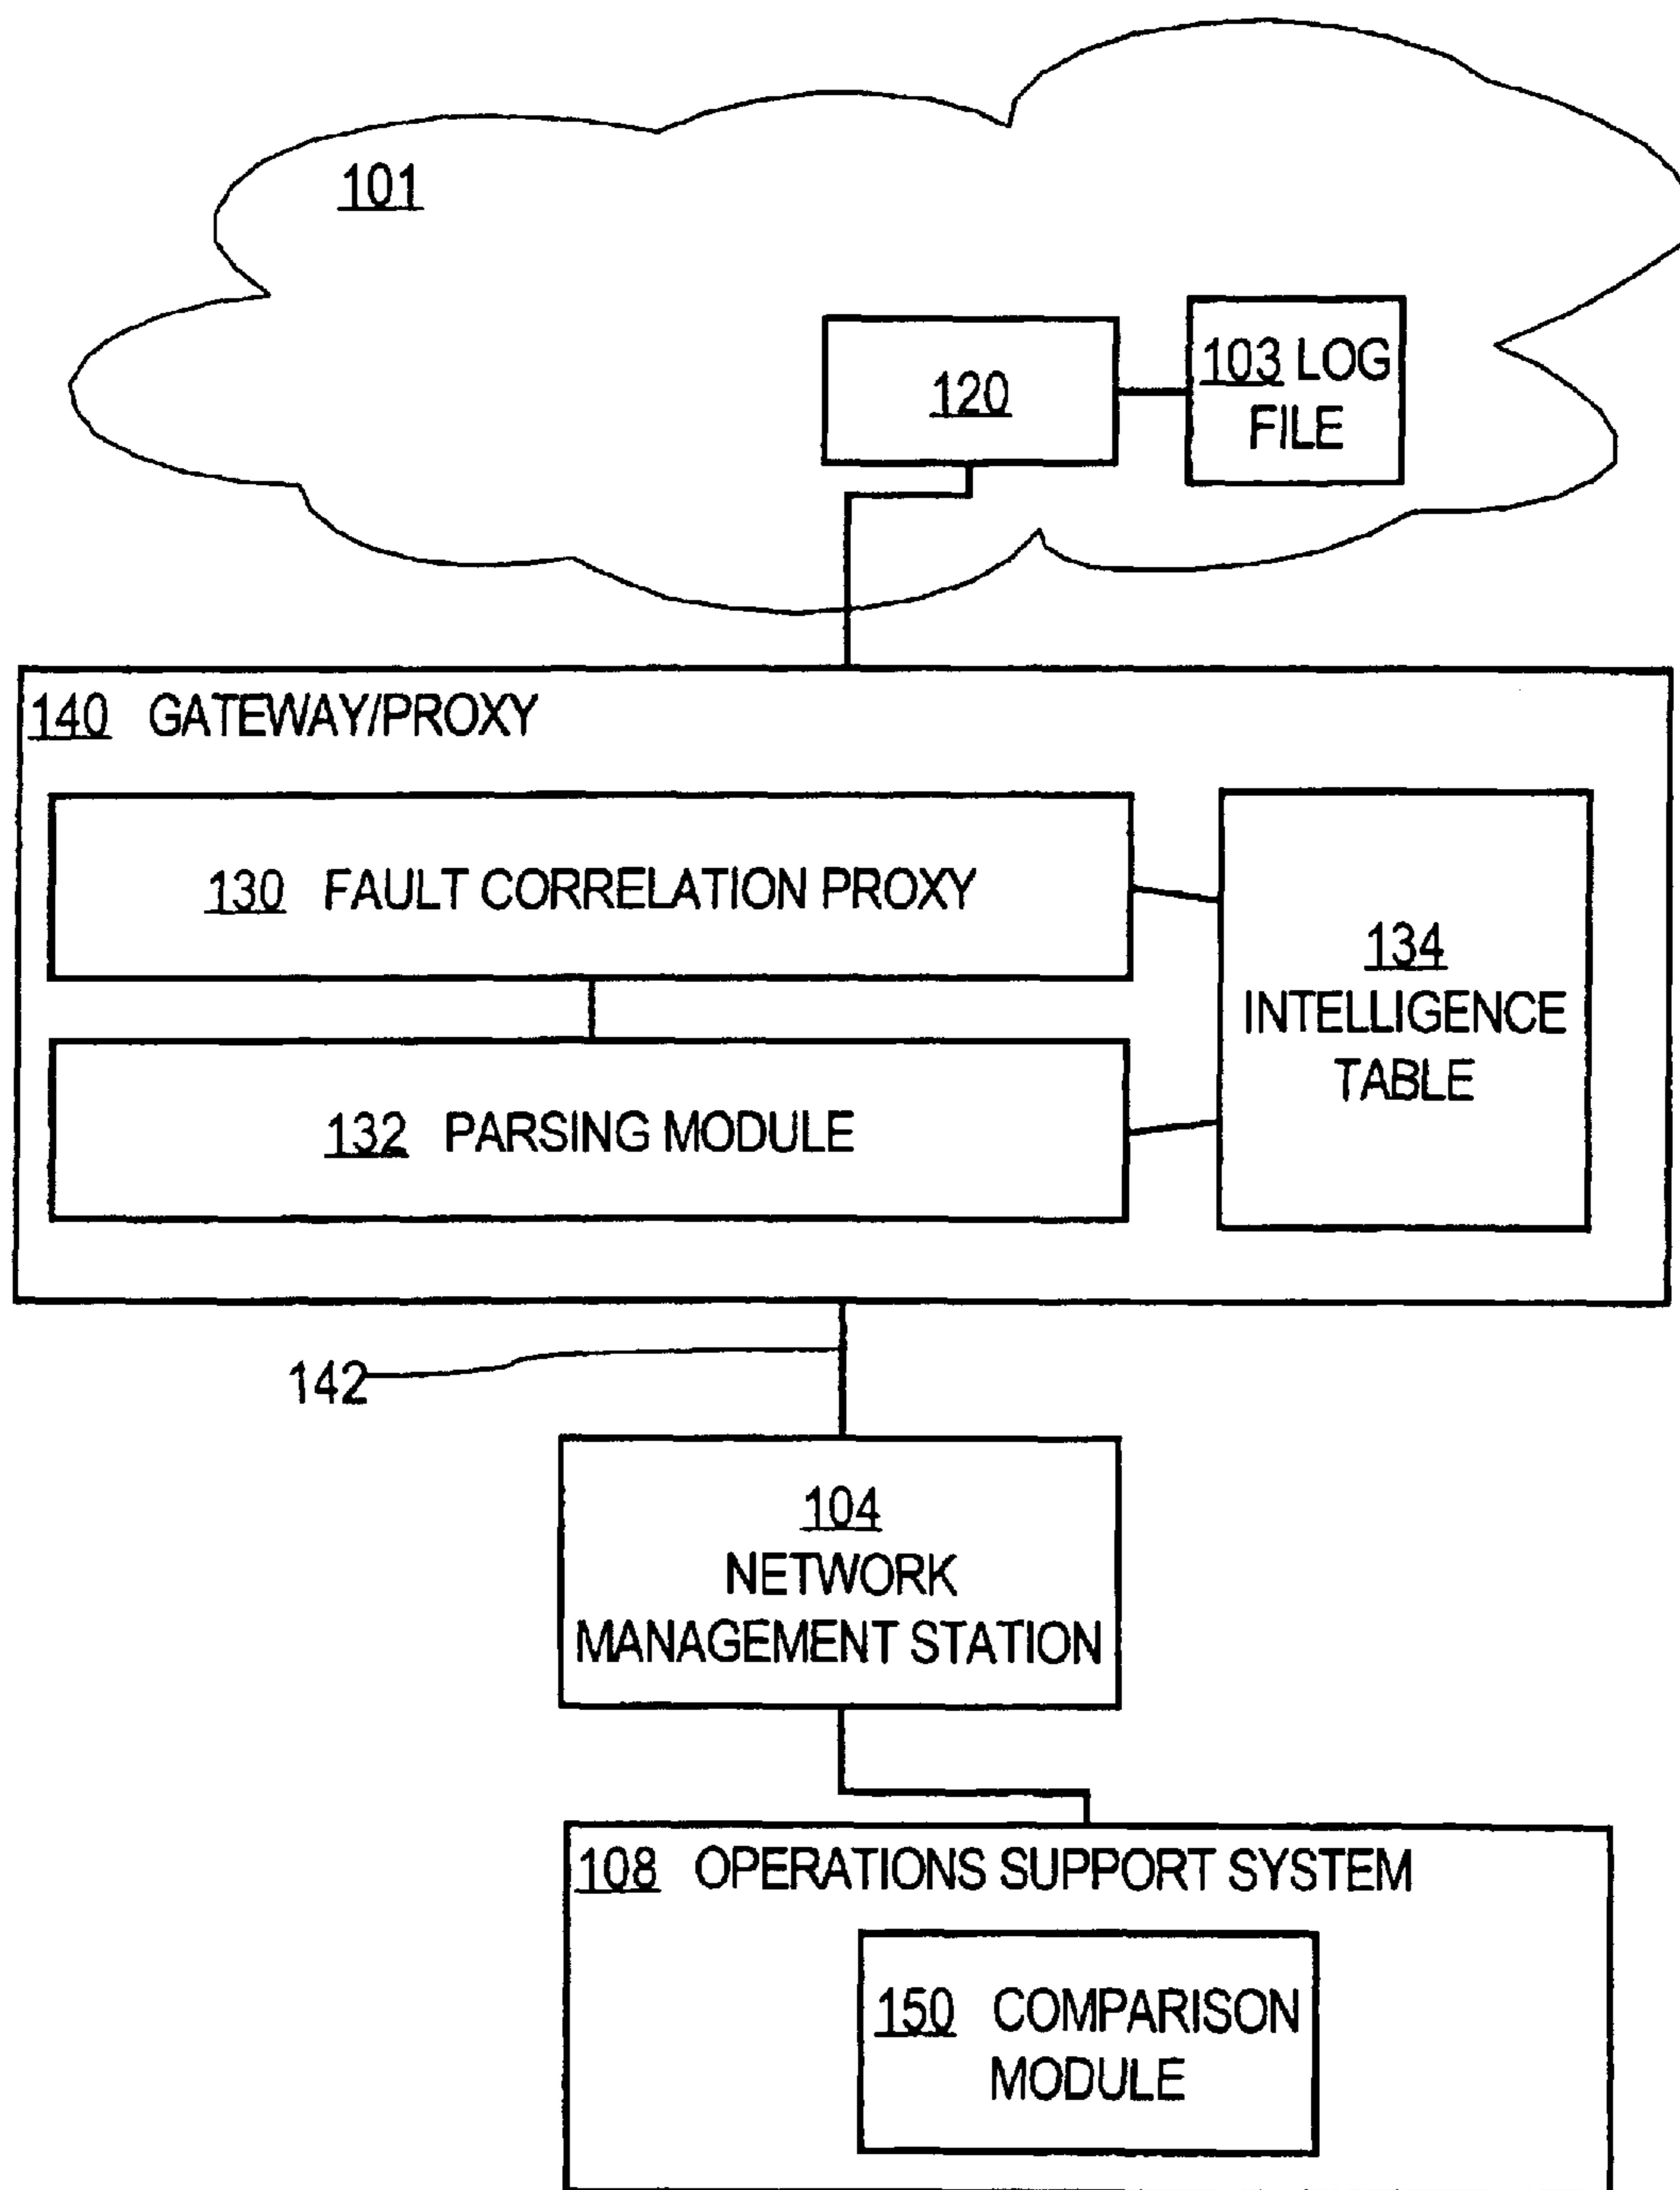 101
120
103 LOG
FILE
140 GATEWAY/PROXY
130 FAULT CORRELATION PROXY
134
INTELLIGENCE
TABLE
132 PARSING MODULE
142
104
NETWORK
MANAGEMENT STATION
108 OPERATIONS SUPPORT SYSTEM
150 COMPARISON
MODULE